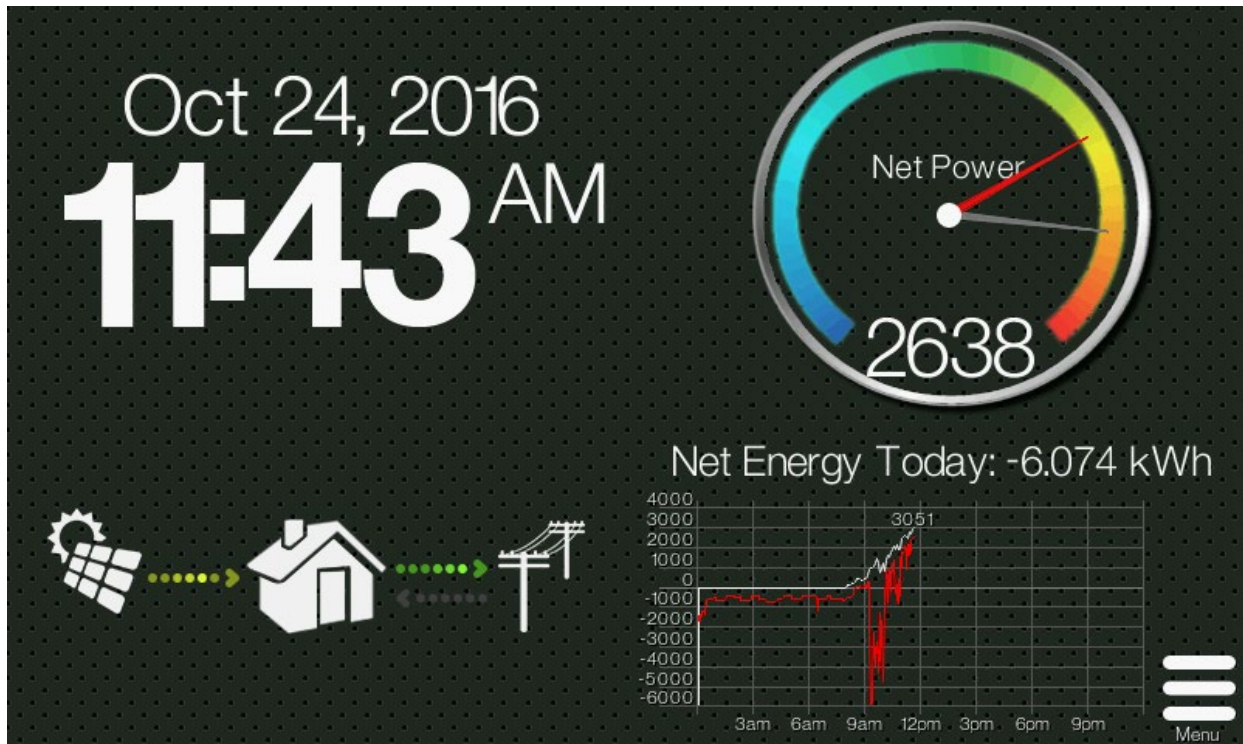 Oct 24, 2016
11:43 AM
Net Power
2638
Net Energy Today: -6.074 kWh
4000
3000
2000
1000
0
-1000
-2000
-3000
-4000
-5000
-6000
3051
3am 6am 9am 12pm 3pm 6pm 9pm
Menu